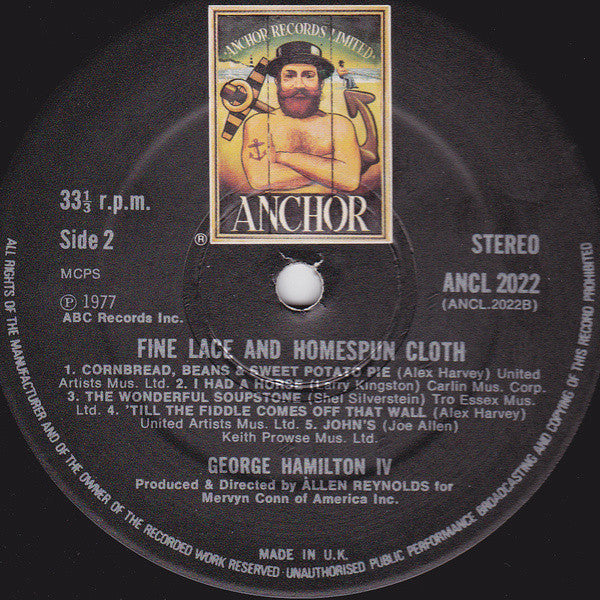 ANCHOR RECORDS LIMITED
ANCHOR
®
33⅓ r.p.m.
Side 2
MCPS
℗ 1977
ABC Records Inc.
STEREO
ANCL 2022
(ANCL.2022B)
FINE LACE AND HOMESPUN CLOTH
1. CORNBREAD, BEANS & SWEET POTATO PIE (Alex Harvey) United
Artists Mus. Ltd. 2. I HAD A HORSE (Larry Kingston) Carlin Mus. Corp.
3. THE WONDERFUL SOUPSTONE (Shel Silverstein) Tro Essex Mus.
Ltd. 4. 'TILL THE FIDDLE COMES OFF THAT WALL (Alex Harvey)
United Artists Mus. Ltd. 5. JOHN'S (Joe Allen)
Keith Prowse Mus. Ltd.
GEORGE HAMILTON IV
Produced & Directed by ALLEN REYNOLDS for
Mervyn Conn of America Inc.
MADE IN U.K.
ALL RIGHTS OF THE MANUFACTURER AND OF THE OWNER OF THE RECORDED WORK RESERVED·UNAUTHORISED PUBLIC PERFORMANCE BROADCASTING AND COPYING OF THIS RECORD PROHIBITED